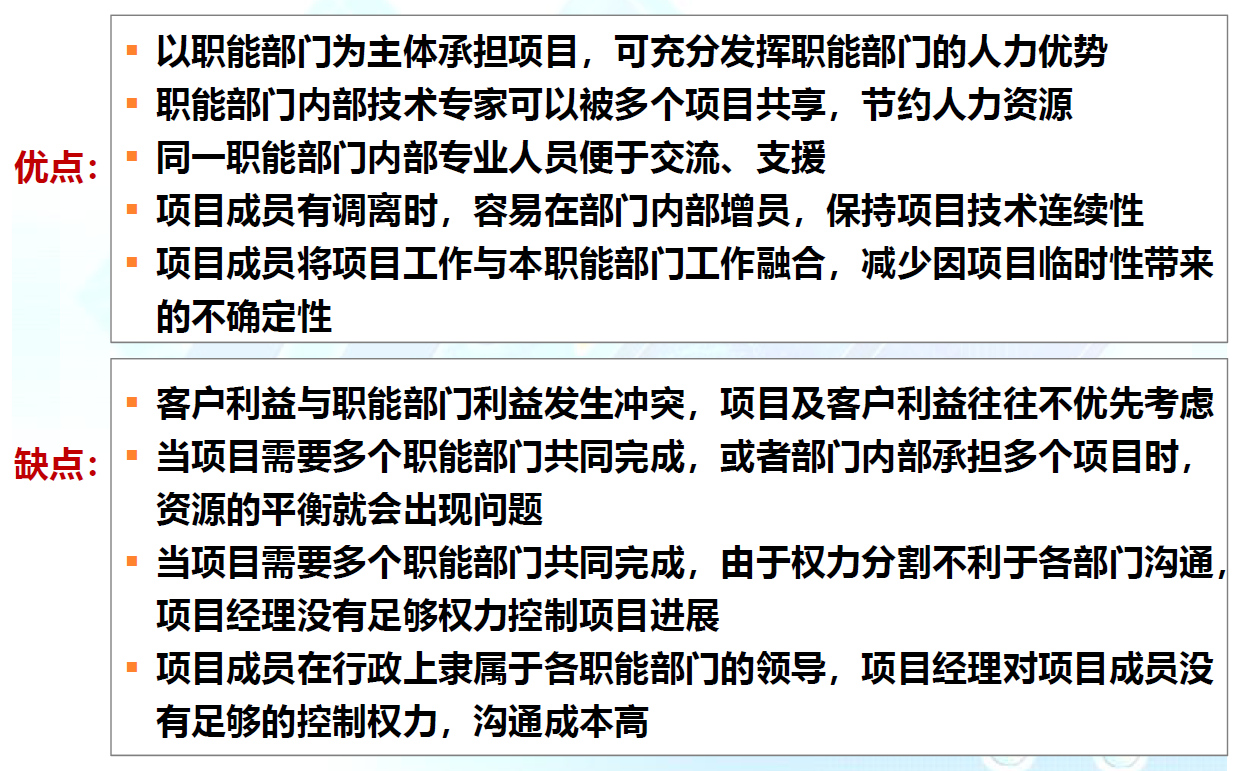 优点：
▪ 以职能部门为主体承担项目，可充分发挥职能部门的人力优势
▪ 职能部门内部技术专家可以被多个项目共享，节约人力资源
▪ 同一职能部门内部专业人员便于交流、支援
▪ 项目成员有调离时，容易在部门内部增员，保持项目技术连续性
▪ 项目成员将项目工作与本职能部门工作融合，减少因项目临时性带来
的不确定性
缺点：
▪ 客户利益与职能部门利益发生冲突，项目及客户利益往往不优先考虑
▪ 当项目需要多个职能部门共同完成，或者部门内部承担多个项目时，
资源的平衡就会出现问题
▪ 当项目需要多个职能部门共同完成，由于权力分割不利于各部门沟通，
项目经理没有足够权力控制项目进展
▪ 项目成员在行政上隶属于各职能部门的领导，项目经理对项目成员没
有足够的控制权力，沟通成本高